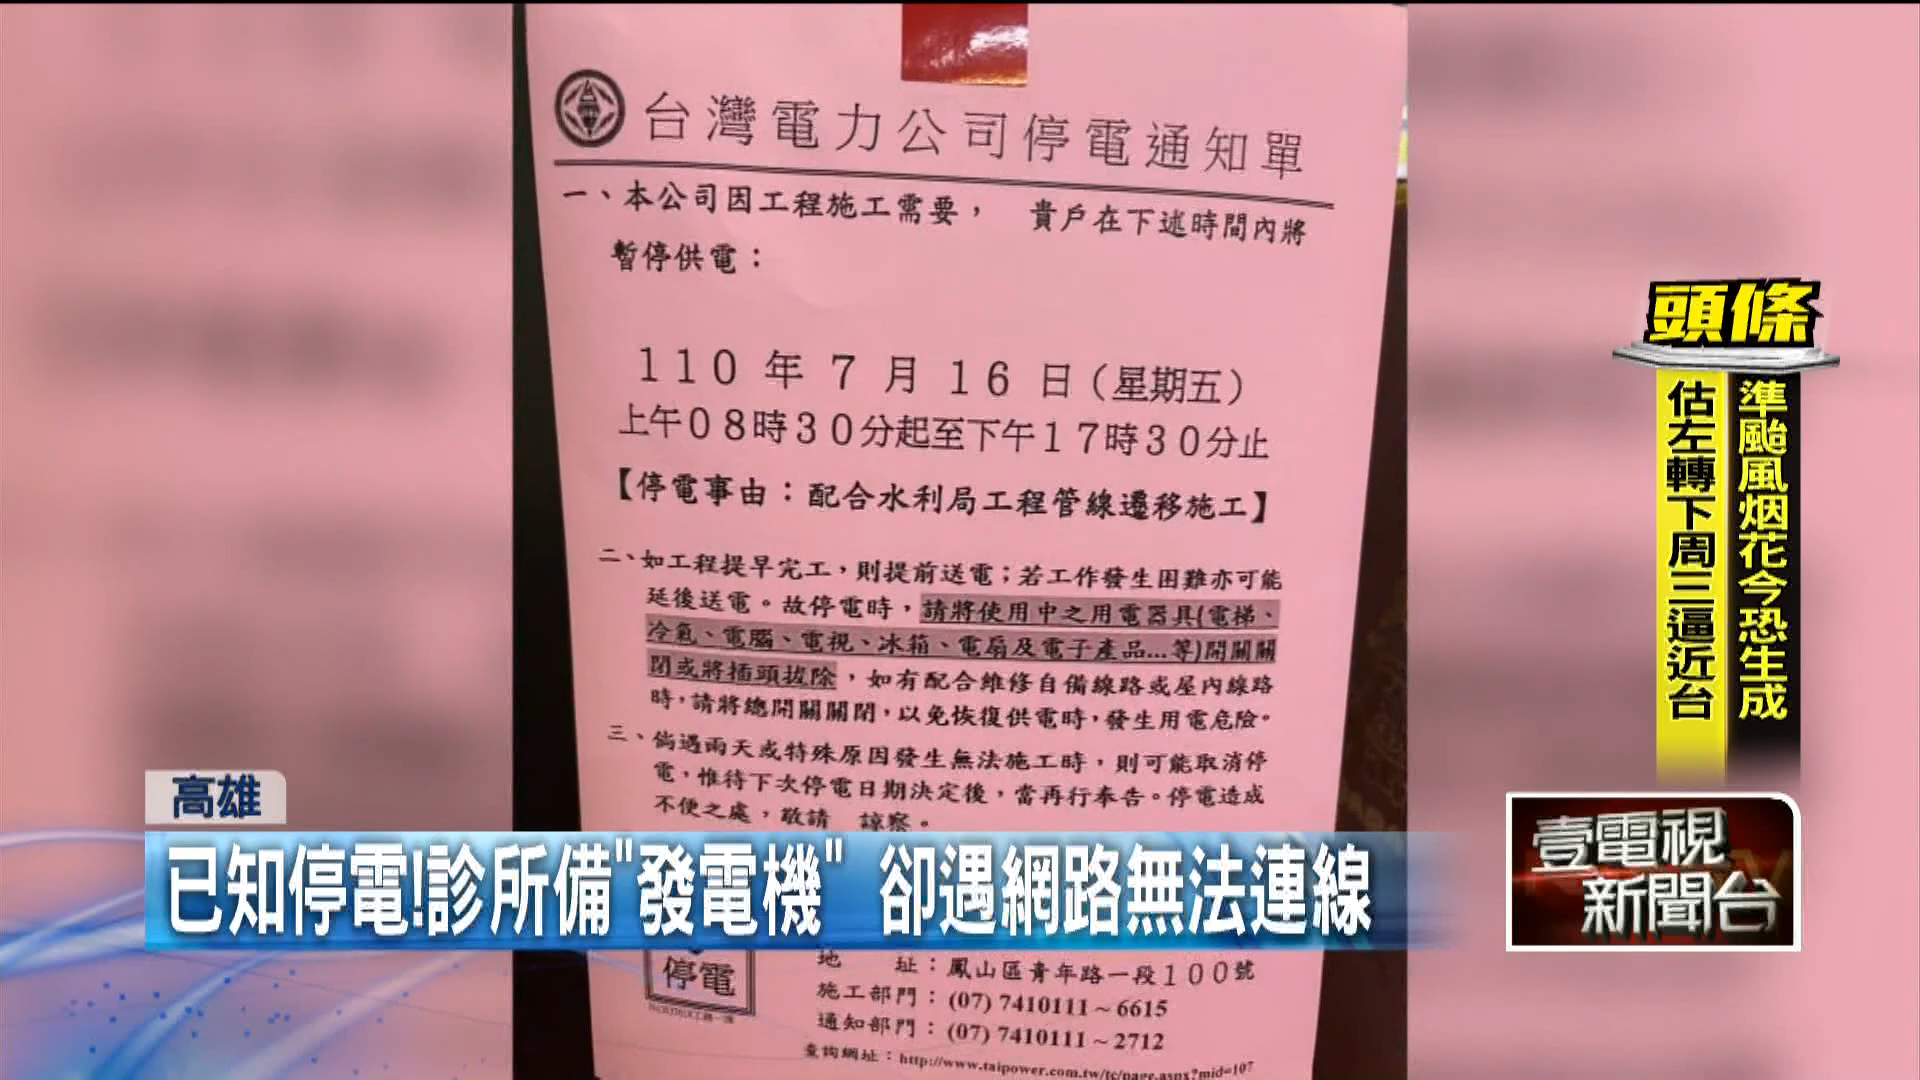 台灣電力公司停電通知單
一、本公司因工程施工需要， 貴戶在下述時間內將
暫停供電：
110 年 7 月 16 日（星期五）
上午08時30分起至下午17時30分止
【停電事由：配合水利局工程管線遷移施工】
二、如工程提早完工，則提前送電；若工作發生困難亦可能
延後送電。故停電時，請將使用中之用電器具(電梯、
冷氣、電腦、電視、冰箱、電扇及電子產品...等)開關關
閉或將插頭拔除，如有配合維修自備線路或屋內線路
時，請將總開關關閉，以免恢復供電時，發生用電危險。
三、倘遇雨天或特殊原因發生無法施工時，則可能取消停
電，惟待下次停電日期決定後，當再行奉告。停電造成
不便之處，敬請 諒察。
高雄
已知停電!診所備"發電機" 卻遇網路無法連線
停電
地 址：鳳山區青年路一段100號
施工部門：(07) 7410111～6615
通知部門：(07) 7410111～2712
查詢網址：http://www.taipower.com.tw/tc/page.aspx?mid=107
頭條
準颱風烟花今恐生成
估左轉下周三逼近台
壹電視
新聞台